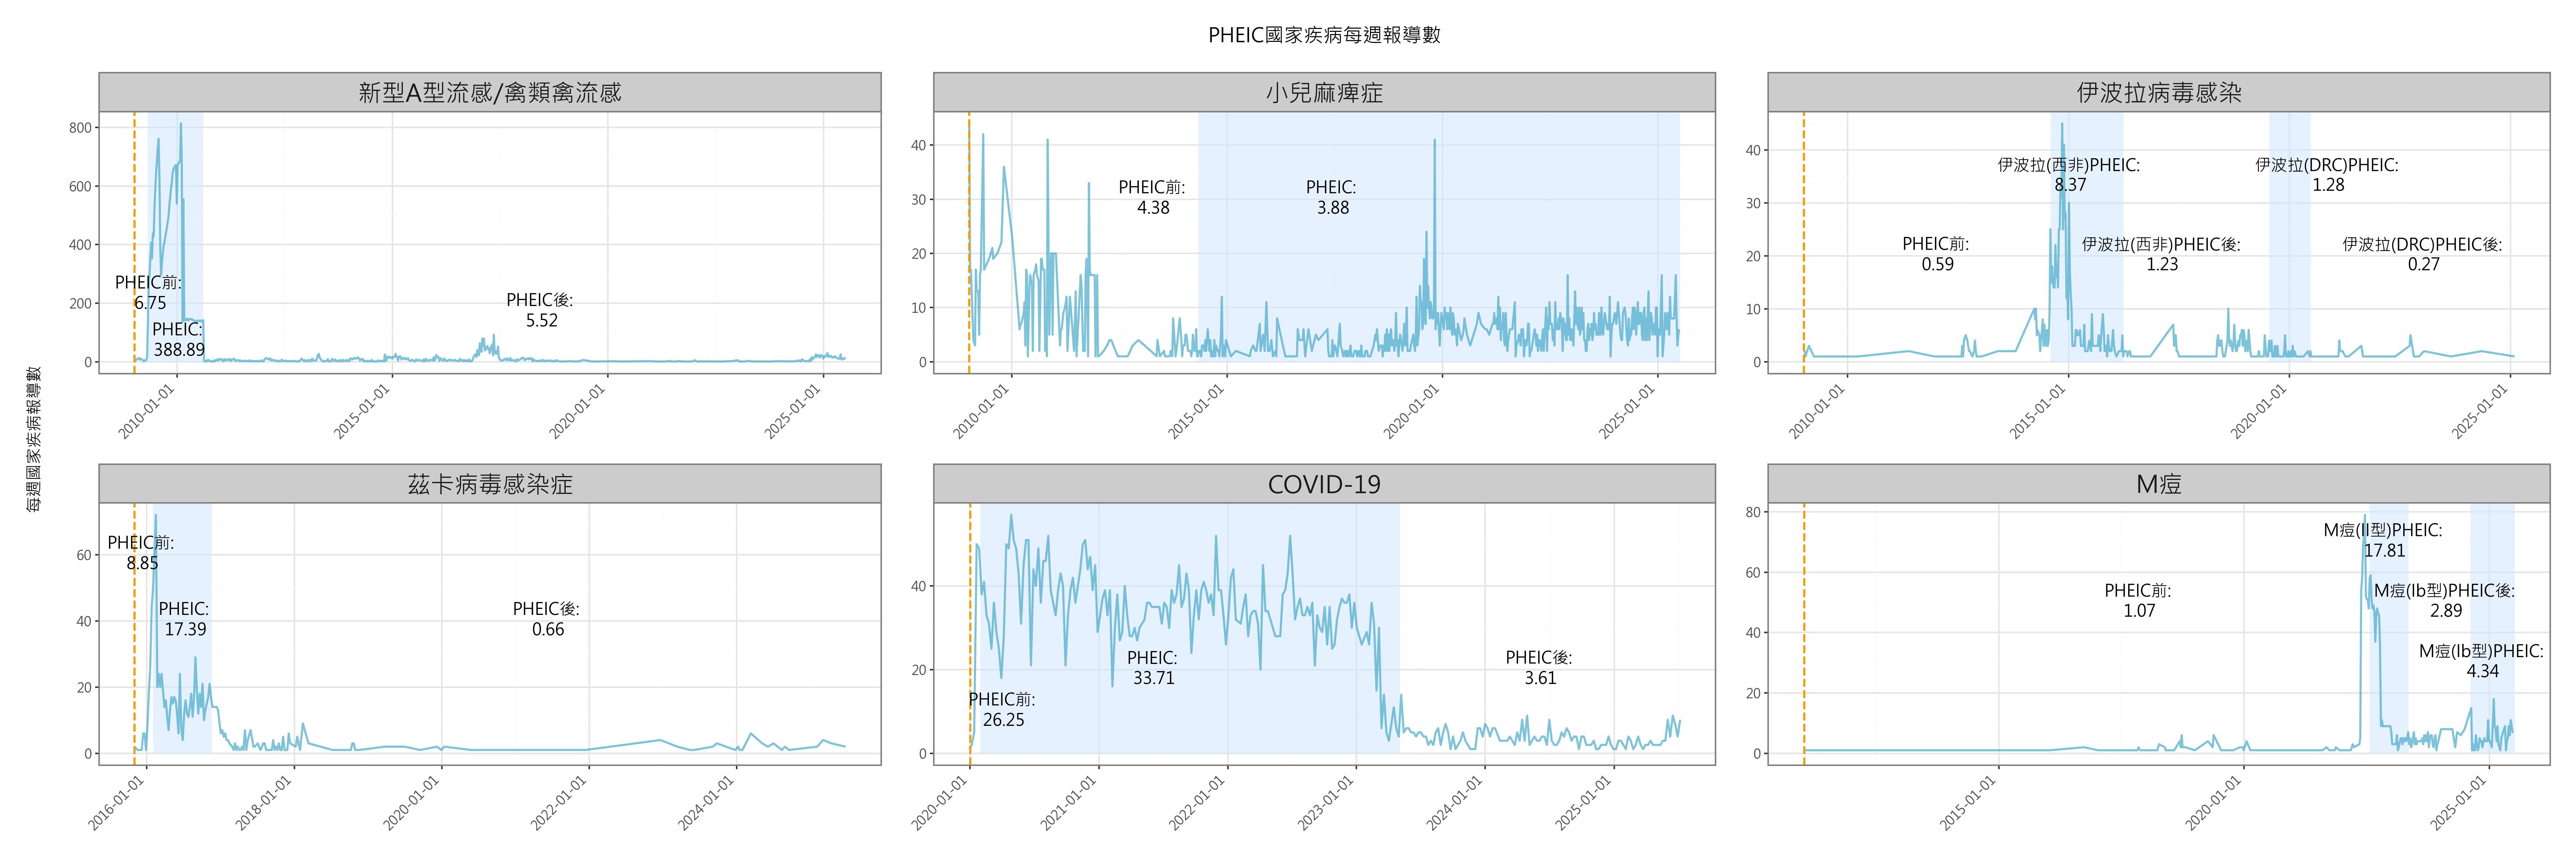 PHEIC國家疾病每週報導數
每週國家疾病報導數
新型A型流感/禽類禽流感
800
600
400
200
0
PHEIC前:
6.75
PHEIC:
388.89
PHEIC後:
5.52
2010-01-01
2015-01-01
2020-01-01
2025-01-01
小兒麻痺症
40
30
20
10
0
PHEIC前:
4.38
PHEIC:
3.88
2010-01-01
2015-01-01
2020-01-01
2025-01-01
伊波拉病毒感染
40
30
20
10
0
伊波拉(西非)PHEIC:
8.37
伊波拉(DRC)PHEIC:
1.28
PHEIC前:
0.59
伊波拉(西非)PHEIC後:
1.23
伊波拉(DRC)PHEIC後:
0.27
2010-01-01
2015-01-01
2020-01-01
2025-01-01
茲卡病毒感染症
60
40
20
0
PHEIC前:
8.85
PHEIC:
17.39
PHEIC後:
0.66
2016-01-01
2018-01-01
2020-01-01
2022-01-01
2024-01-01
COVID-19
40
20
0
PHEIC:
33.71
PHEIC前:
26.25
PHEIC後:
3.61
2020-01-01
2021-01-01
2022-01-01
2023-01-01
2024-01-01
2025-01-01
M痘
80
60
40
20
0
M痘(II型)PHEIC:
17.81
PHEIC前:
1.07
M痘(Ib型)PHEIC後:
2.89
M痘(Ib型)PHEIC:
4.34
2015-01-01
2020-01-01
2025-01-01